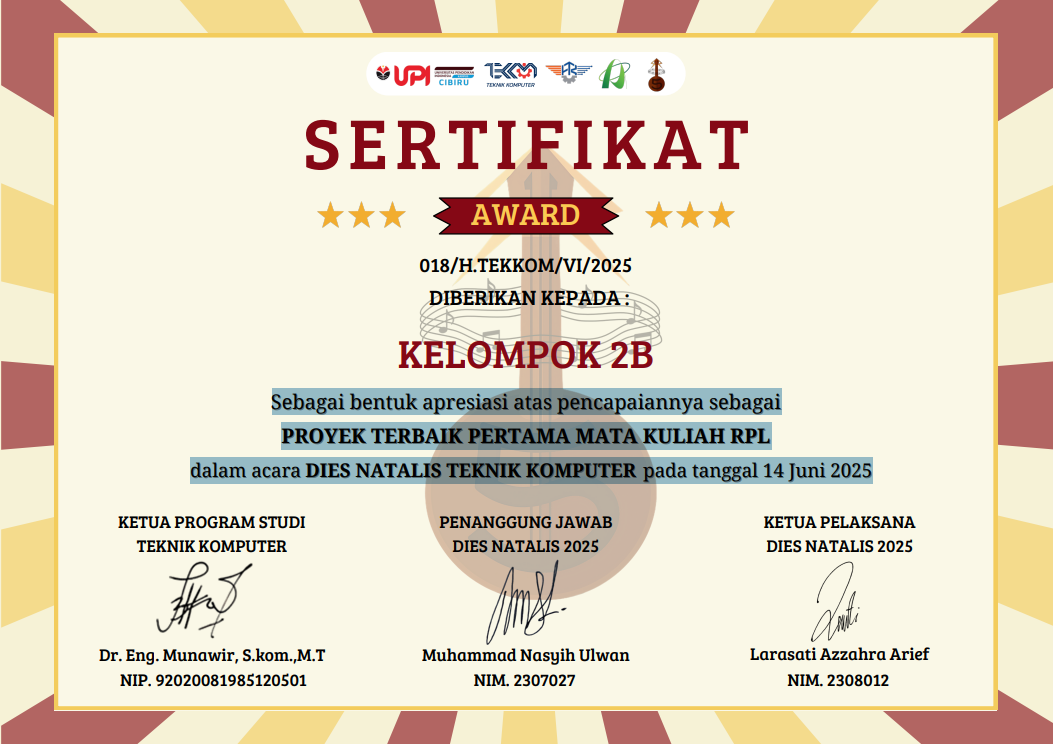 UPI
UNIVERSITAS PENDIDIKAN INDONESIA
CIBIRU
TEKKOM
TEKNIK KOMPUTER
SERTIFIKAT
AWARD
018/H.TEKKOM/VI/2025
DIBERIKAN KEPADA :
KELOMPOK 2B
Sebagai bentuk apresiasi atas pencapaiannya sebagai
PROYEK TERBAIK PERTAMA MATA KULIAH RPL
dalam acara DIES NATALIS TEKNIK KOMPUTER pada tanggal 14 Juni 2025
KETUA PROGRAM STUDI
TEKNIK KOMPUTER
Dr. Eng. Munawir, S.kom.,M.T
NIP. 92020081985120501
PENANGGUNG JAWAB
DIES NATALIS 2025
Muhammad Nasyih Ulwan
NIM. 2307027
KETUA PELAKSANA
DIES NATALIS 2025
Larasati Azzahra Arief
NIM. 2308012